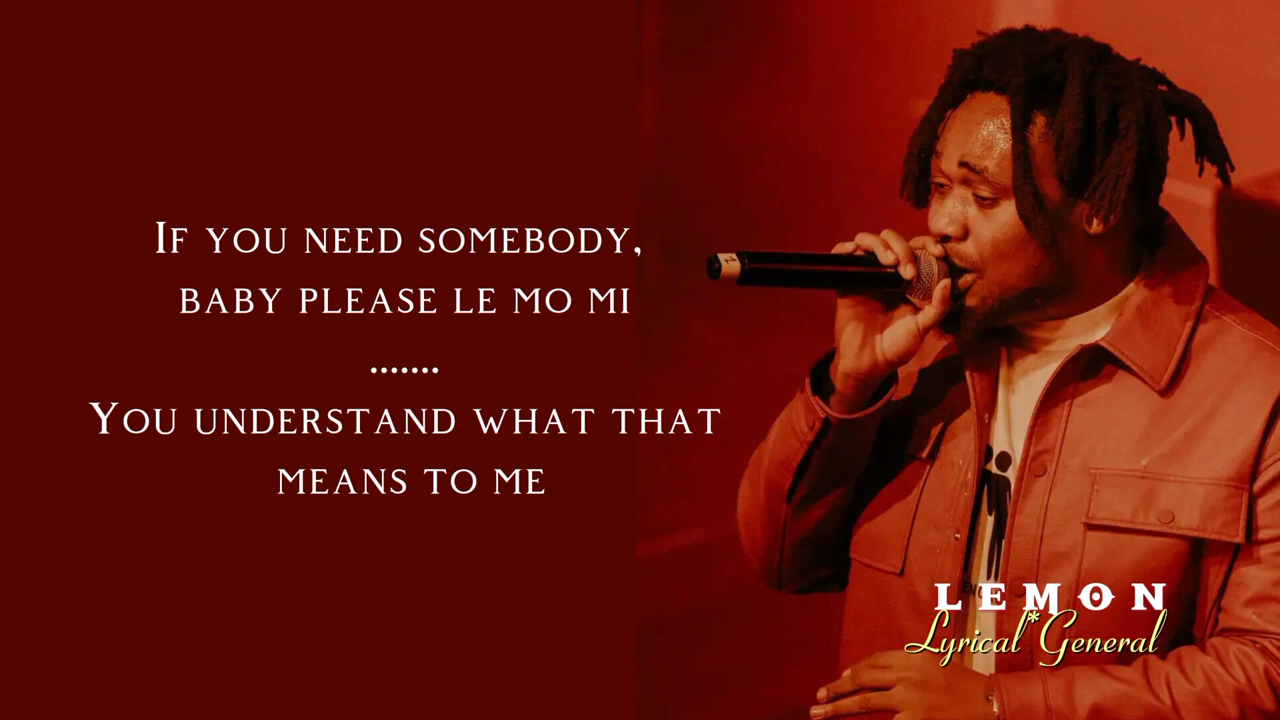 If you need somebody,
baby please le mo mi
.......
You understand what that
means to me
LEMON
Lyrical*General